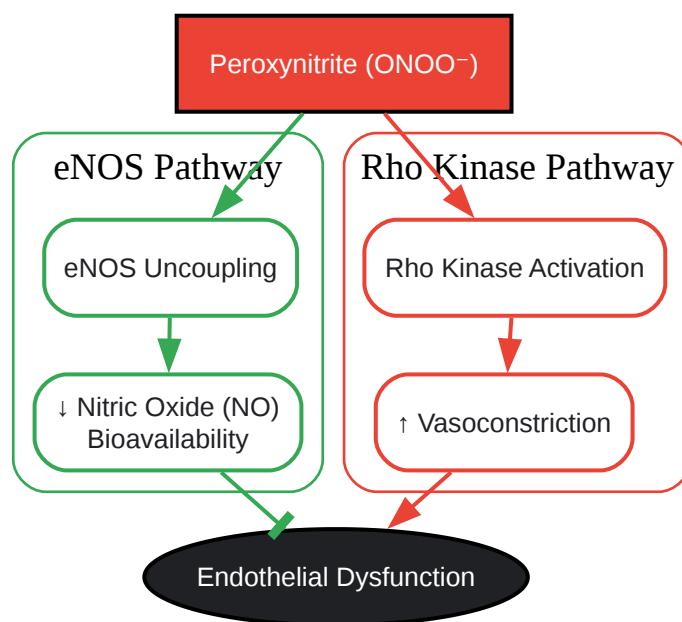 Peroxynitrite (ONOO⁻)
eNOS Pathway
Rho Kinase Pathway
eNOS Uncoupling
Rho Kinase Activation
↓ Nitric Oxide (NO)
Bioavailability
↑ Vasoconstriction
Endothelial Dysfunction